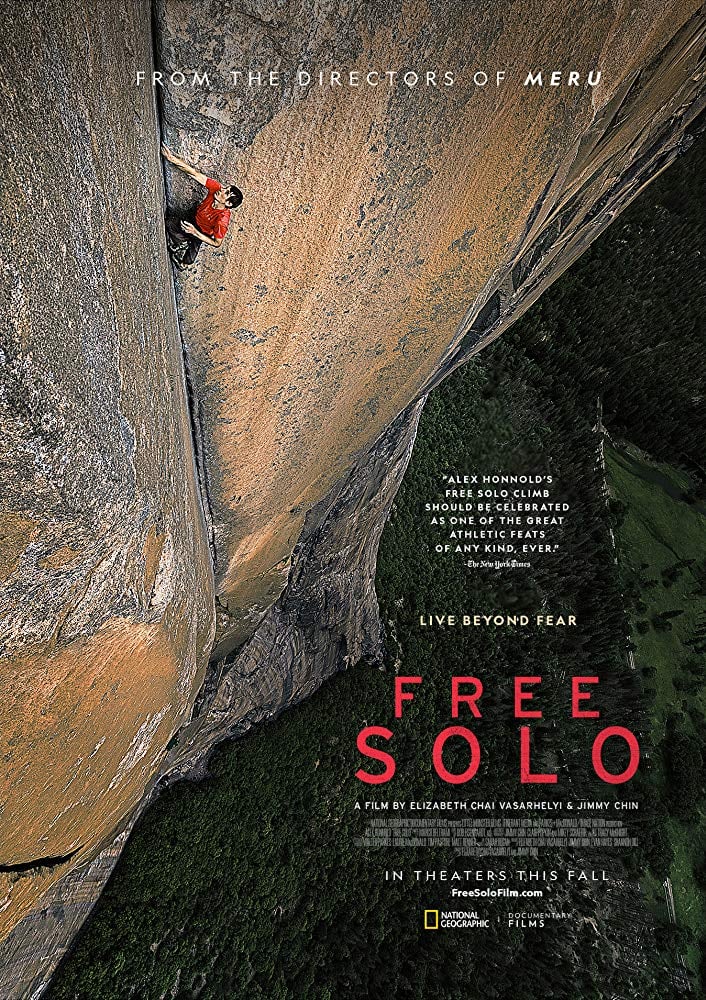 FROM THE DIRECTORS OF MERU
"ALEX HONNOLD'S
FREE SOLO CLIMB
SHOULD BE CELEBRATED
AS ONE OF THE GREAT
ATHLETIC FEATS
OF ANY KIND, EVER."
-The New York Times
LIVE BEYOND FEAR
FREE
SOLO
A FILM BY ELIZABETH CHAI VASARHELYI & JIMMY CHIN
IN THEATERS THIS FALL
FreeSoloFilm.com
NATIONAL GEOGRAPHIC | DOCUMENTARY FILMS